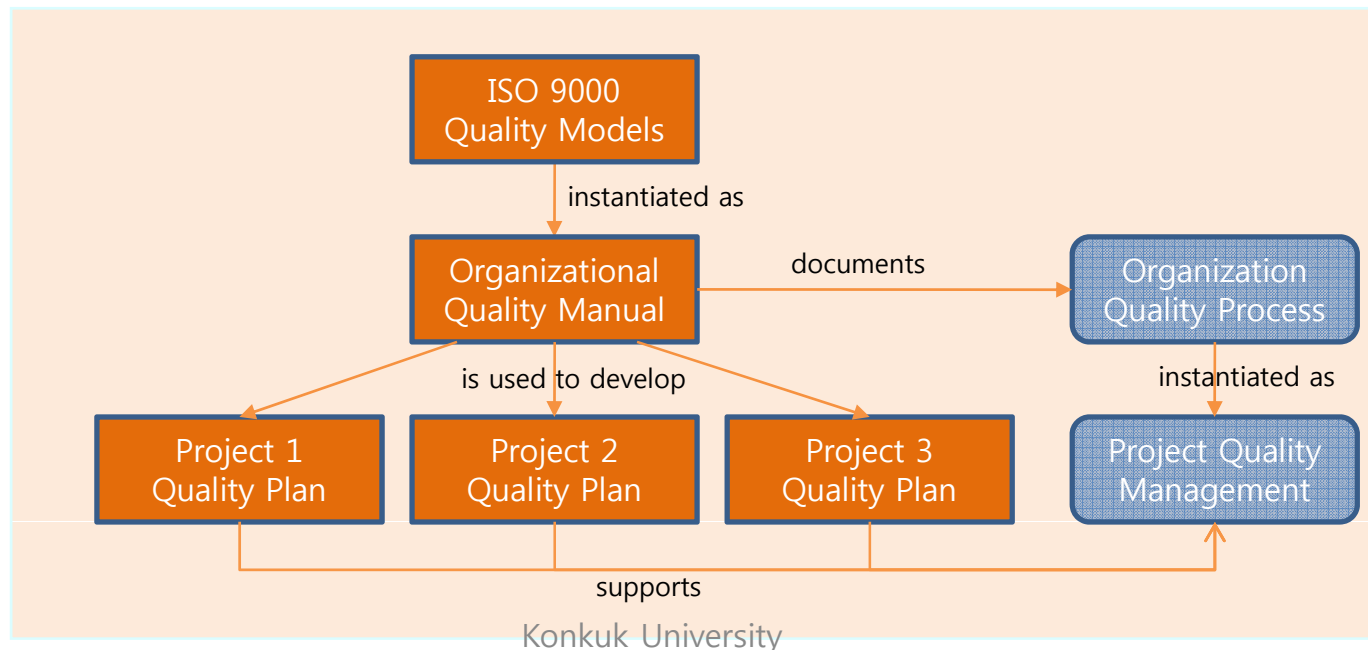 ISO 9000
Quality Models
instantiated as
Organizational
Quality Manual
documents
Organization
Quality Process
is used to develop
instantiated as
Project 1
Quality Plan
Project 2
Quality Plan
Project 3
Quality Plan
Project Quality
Management
supports
Konkuk University